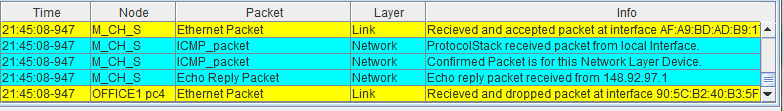 Time Node Packet Layer Info
21:45:08-947 M_CH_S Ethernet Packet Link Recieved and accepted packet at interface AF:A9:BD:AD:B9:1
21:45:08-947 M_CH_S ICMP_packet Network ProtocolStack received packet from local Interface.
21:45:08-947 M_CH_S ICMP_packet Network Confirmed Packet is for this Network Layer Device.
21:45:08-947 M_CH_S Echo Reply Packet Network Echo reply packet received from 148.92.97.1
21:45:08-947 OFFICE1 pc4 Ethernet Packet Link Recieved and dropped packet at interface 90:5C:B2:40:B3:5F